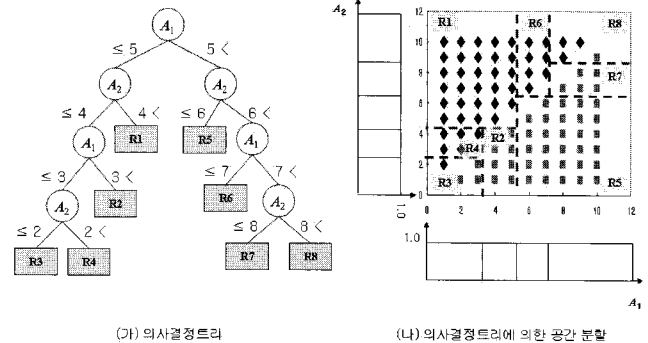 A1
≤ 5 5 <
A2 A2
≤ 4 4 < ≤ 6 6 <
A1 R1 R5 A1
≤ 3 3 < ≤ 7 7 <
A2 R2 R6 A2
≤ 2 2 < ≤ 8 8 <
R3 R4 R7 R8
(가) 의사결정트리
A2
12
10
8
6
4
2
0
R1 R6 R8
R7
R4 R2
R3 R5
0 2 4 6 8 10 12
1.0
1.0
A1
(나) 의사결정트리에 의한 공간 분할